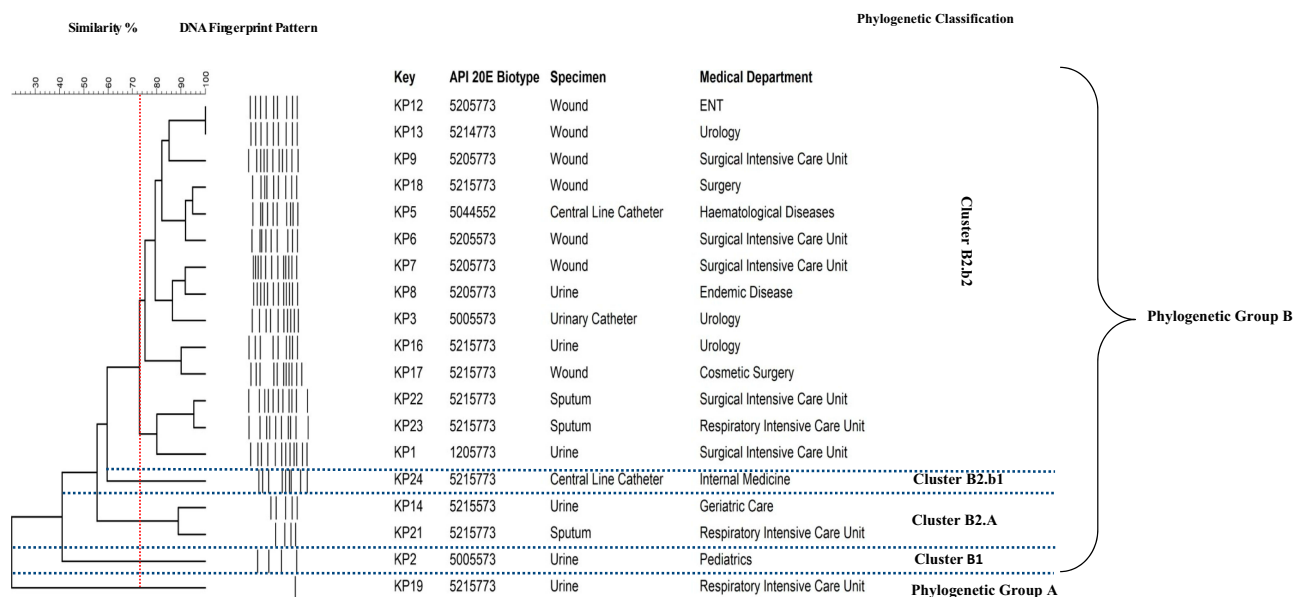 Phylogenetic Classification
Similarity % DNA Fingerprint Pattern
30 40 50 60 70 80 90 100
Key API 20E Biotype Specimen Medical Department
KP12 5205773 Wound ENT
KP13 5214773 Wound Urology
KP9 5205773 Wound Surgical Intensive Care Unit
KP18 5215773 Wound Surgery
KP5 5044552 Central Line Catheter Haematological Diseases
KP6 5205573 Wound Surgical Intensive Care Unit
KP7 5205773 Wound Surgical Intensive Care Unit
KP8 5205773 Urine Endemic Disease
KP3 5005573 Urinary Catheter Urology
KP16 5215773 Urine Urology
KP17 5215773 Wound Cosmetic Surgery
KP22 5215773 Sputum Surgical Intensive Care Unit
KP23 5215773 Sputum Respiratory Intensive Care Unit
KP1 1205773 Urine Surgical Intensive Care Unit
KP24 5215773 Central Line Catheter Internal Medicine
KP14 5215573 Urine Geriatric Care
KP21 5215773 Sputum Respiratory Intensive Care Unit
KP2 5005573 Urine Pediatrics
KP19 5215773 Urine Respiratory Intensive Care Unit
Cluster B2.b2
Cluster B2.b1
Cluster B2.A
Cluster B1
Phylogenetic Group A
Phylogenetic Group B